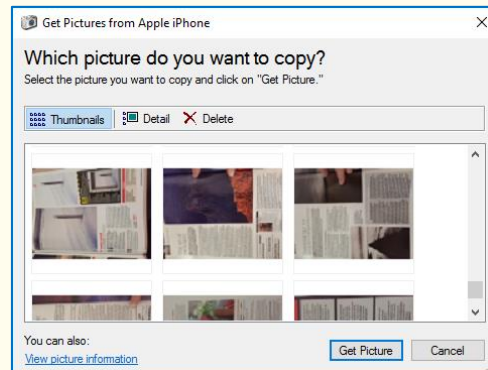 Get Pictures from Apple iPhone
Which picture do you want to copy?
Select the picture you want to copy and click on "Get Picture."
Thumbnails Detail Delete
You can also:
View picture information
Get Picture Cancel